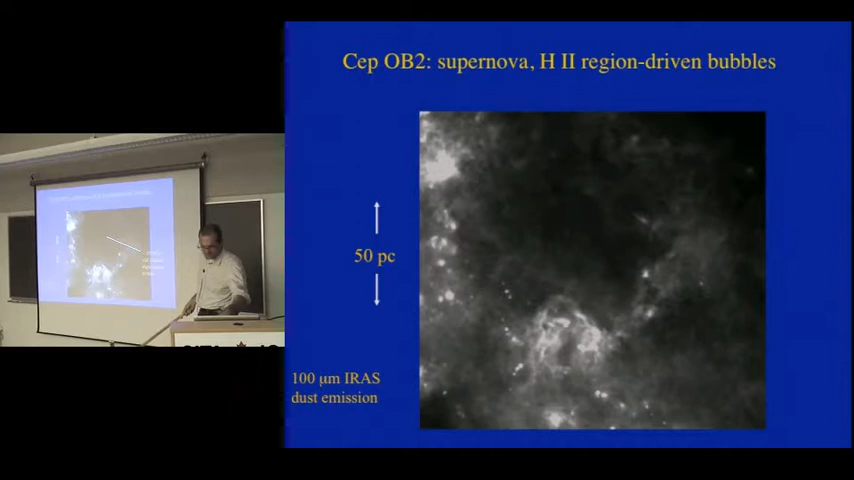 Cep OB2: supernova, H II region-driven bubbles
50 pc
100 μm IRAS
dust emission